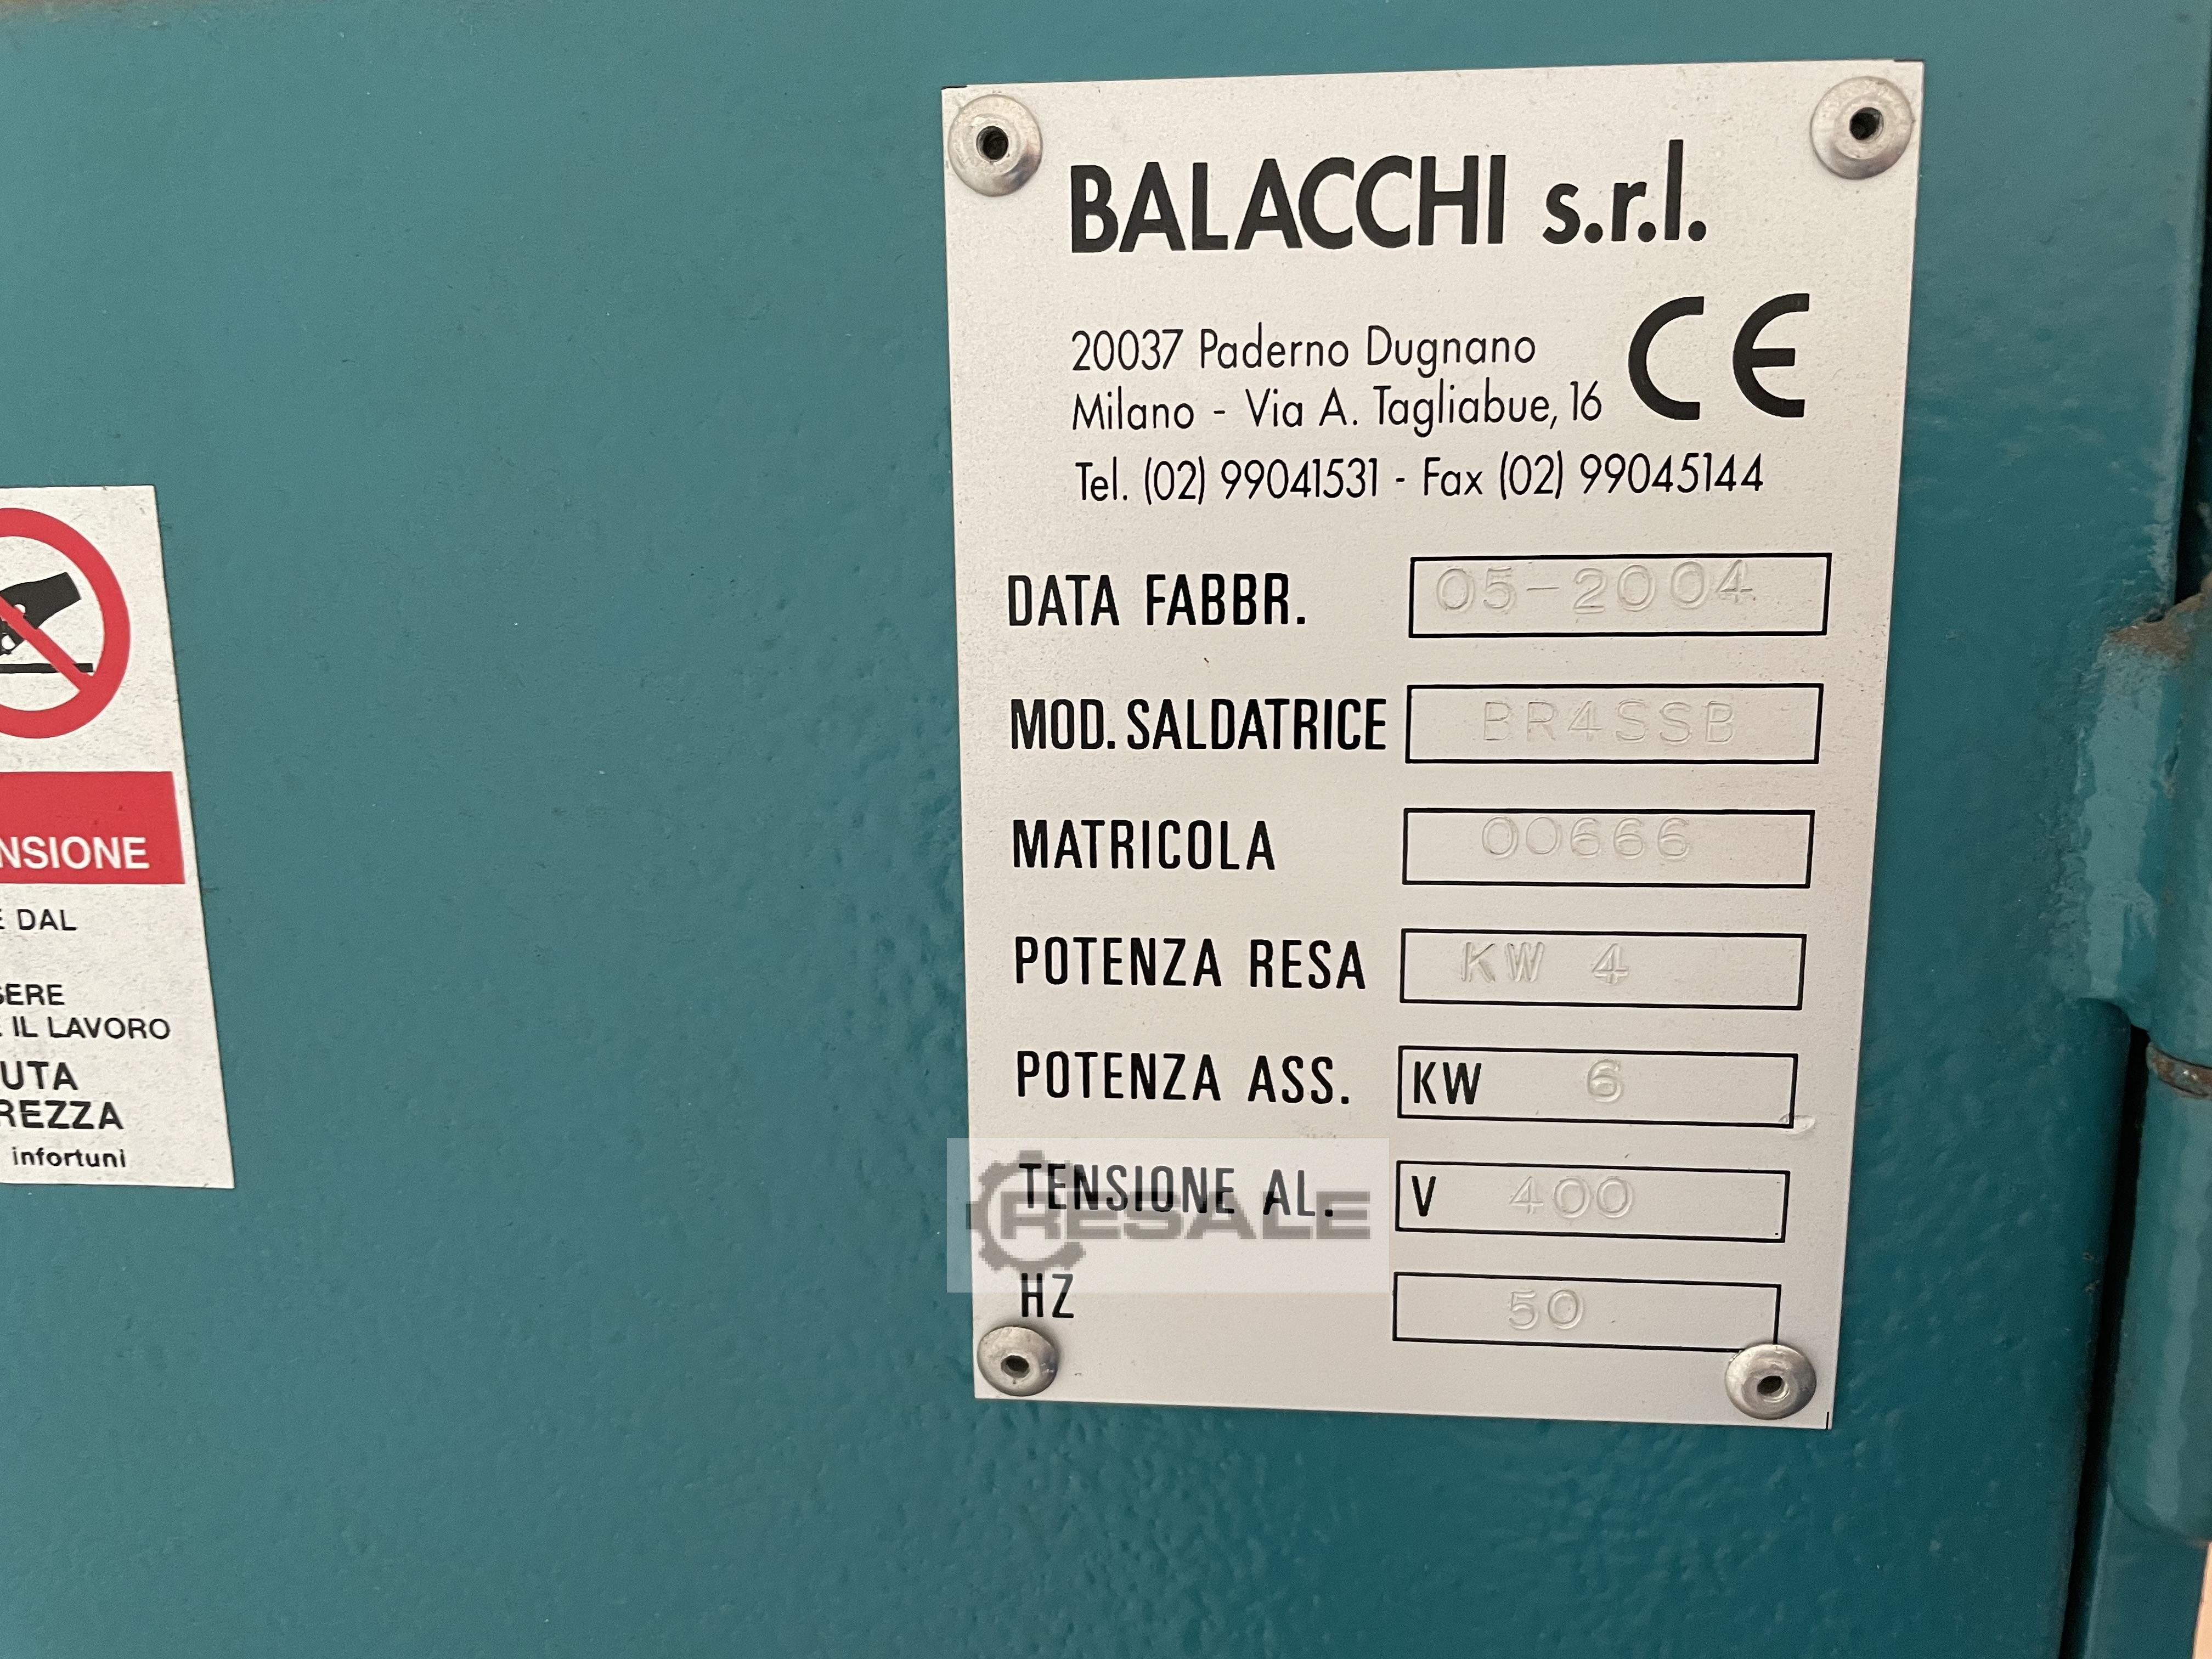 BALACCHI s.r.l.
CE
20037 Paderno Dugnano
Milano - Via A. Tagliabue, 16
Tel. (02) 99041531 - Fax (02) 99045144
DATA FABBR. 05-2004
MOD. SALDATRICE BR4SSB
MATRICOLA 00666
POTENZA RESA KW 4
POTENZA ASS. KW 6
TENSIONE AL. V 400
RESALE
HZ 50
NSIONE
E DAL
SERE
E IL LAVORO
UTA
REZZA
infortuni